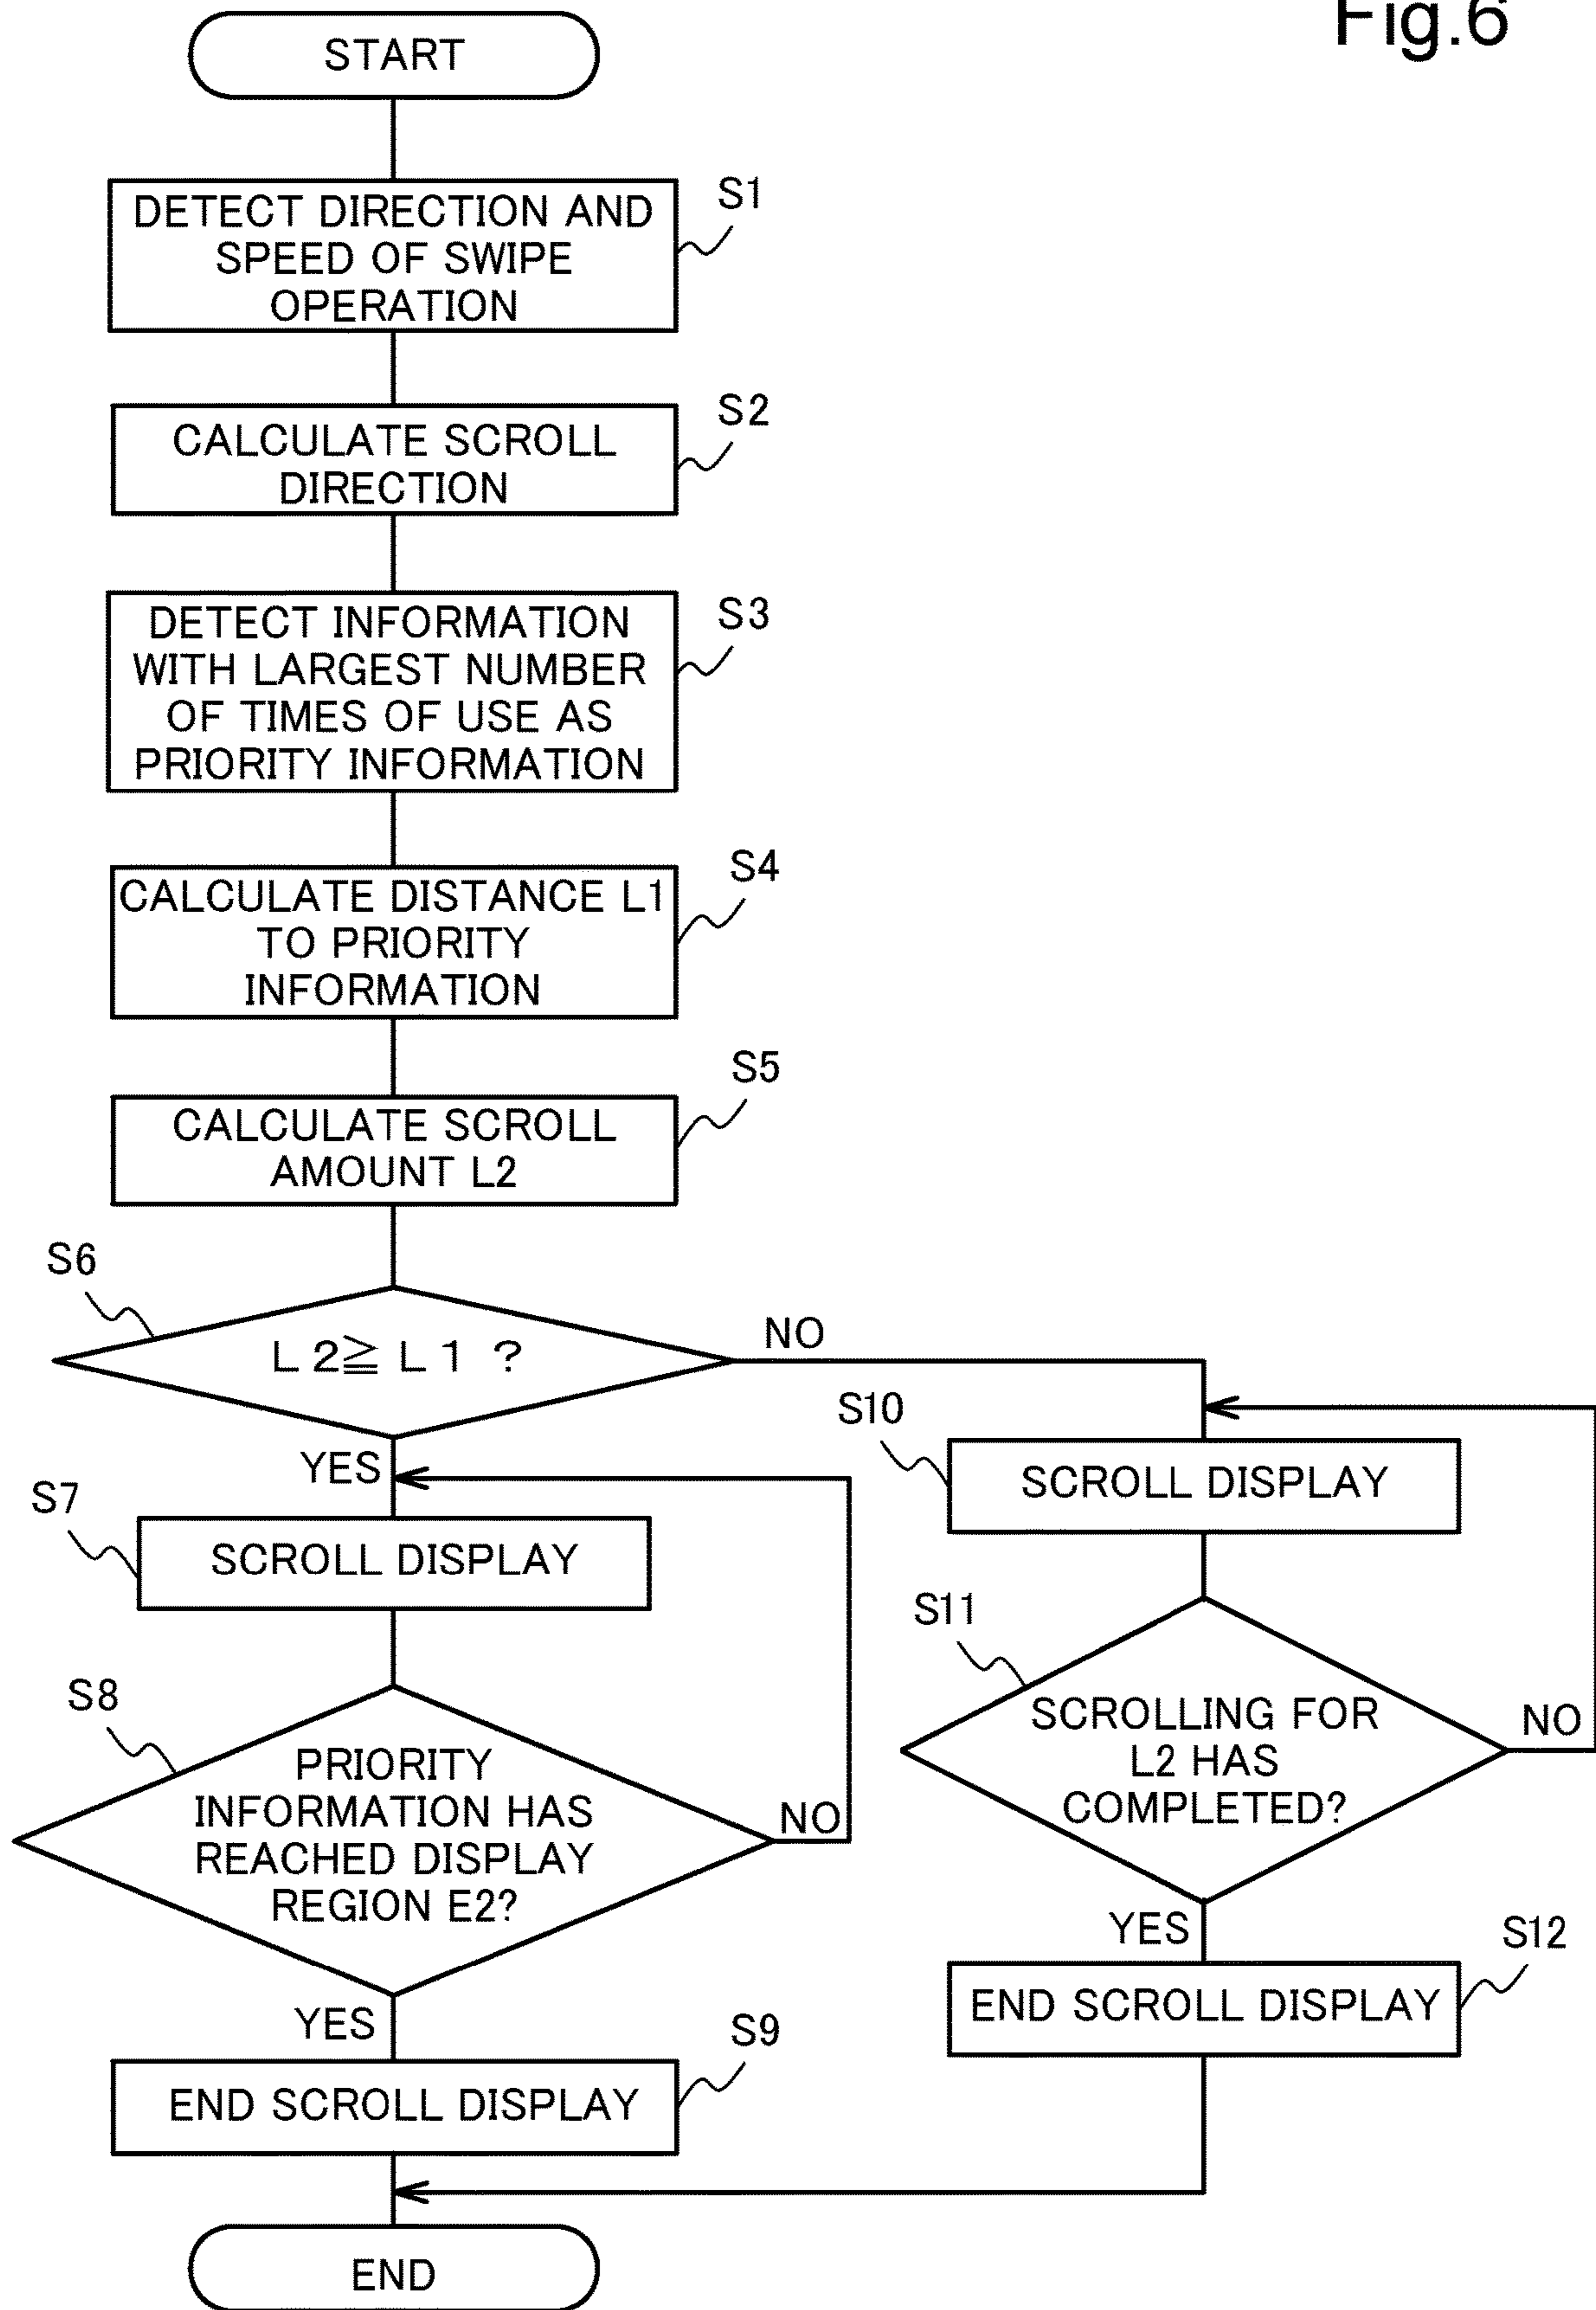 Fig.6
START
S1
DETECT DIRECTION AND
SPEED OF SWIPE
OPERATION
S2
CALCULATE SCROLL
DIRECTION
S3
DETECT INFORMATION
WITH LARGEST NUMBER
OF TIMES OF USE AS
PRIORITY INFORMATION
S4
CALCULATE DISTANCE L1
TO PRIORITY
INFORMATION
S5
CALCULATE SCROLL
AMOUNT L2
S6
L2≧L1 ?
NO
YES
S7
SCROLL DISPLAY
S8
PRIORITY
INFORMATION HAS
REACHED DISPLAY
REGION E2?
NO
YES
S9
END SCROLL DISPLAY
S10
SCROLL DISPLAY
S11
SCROLLING FOR
L2 HAS
COMPLETED?
NO
YES
S12
END SCROLL DISPLAY
END